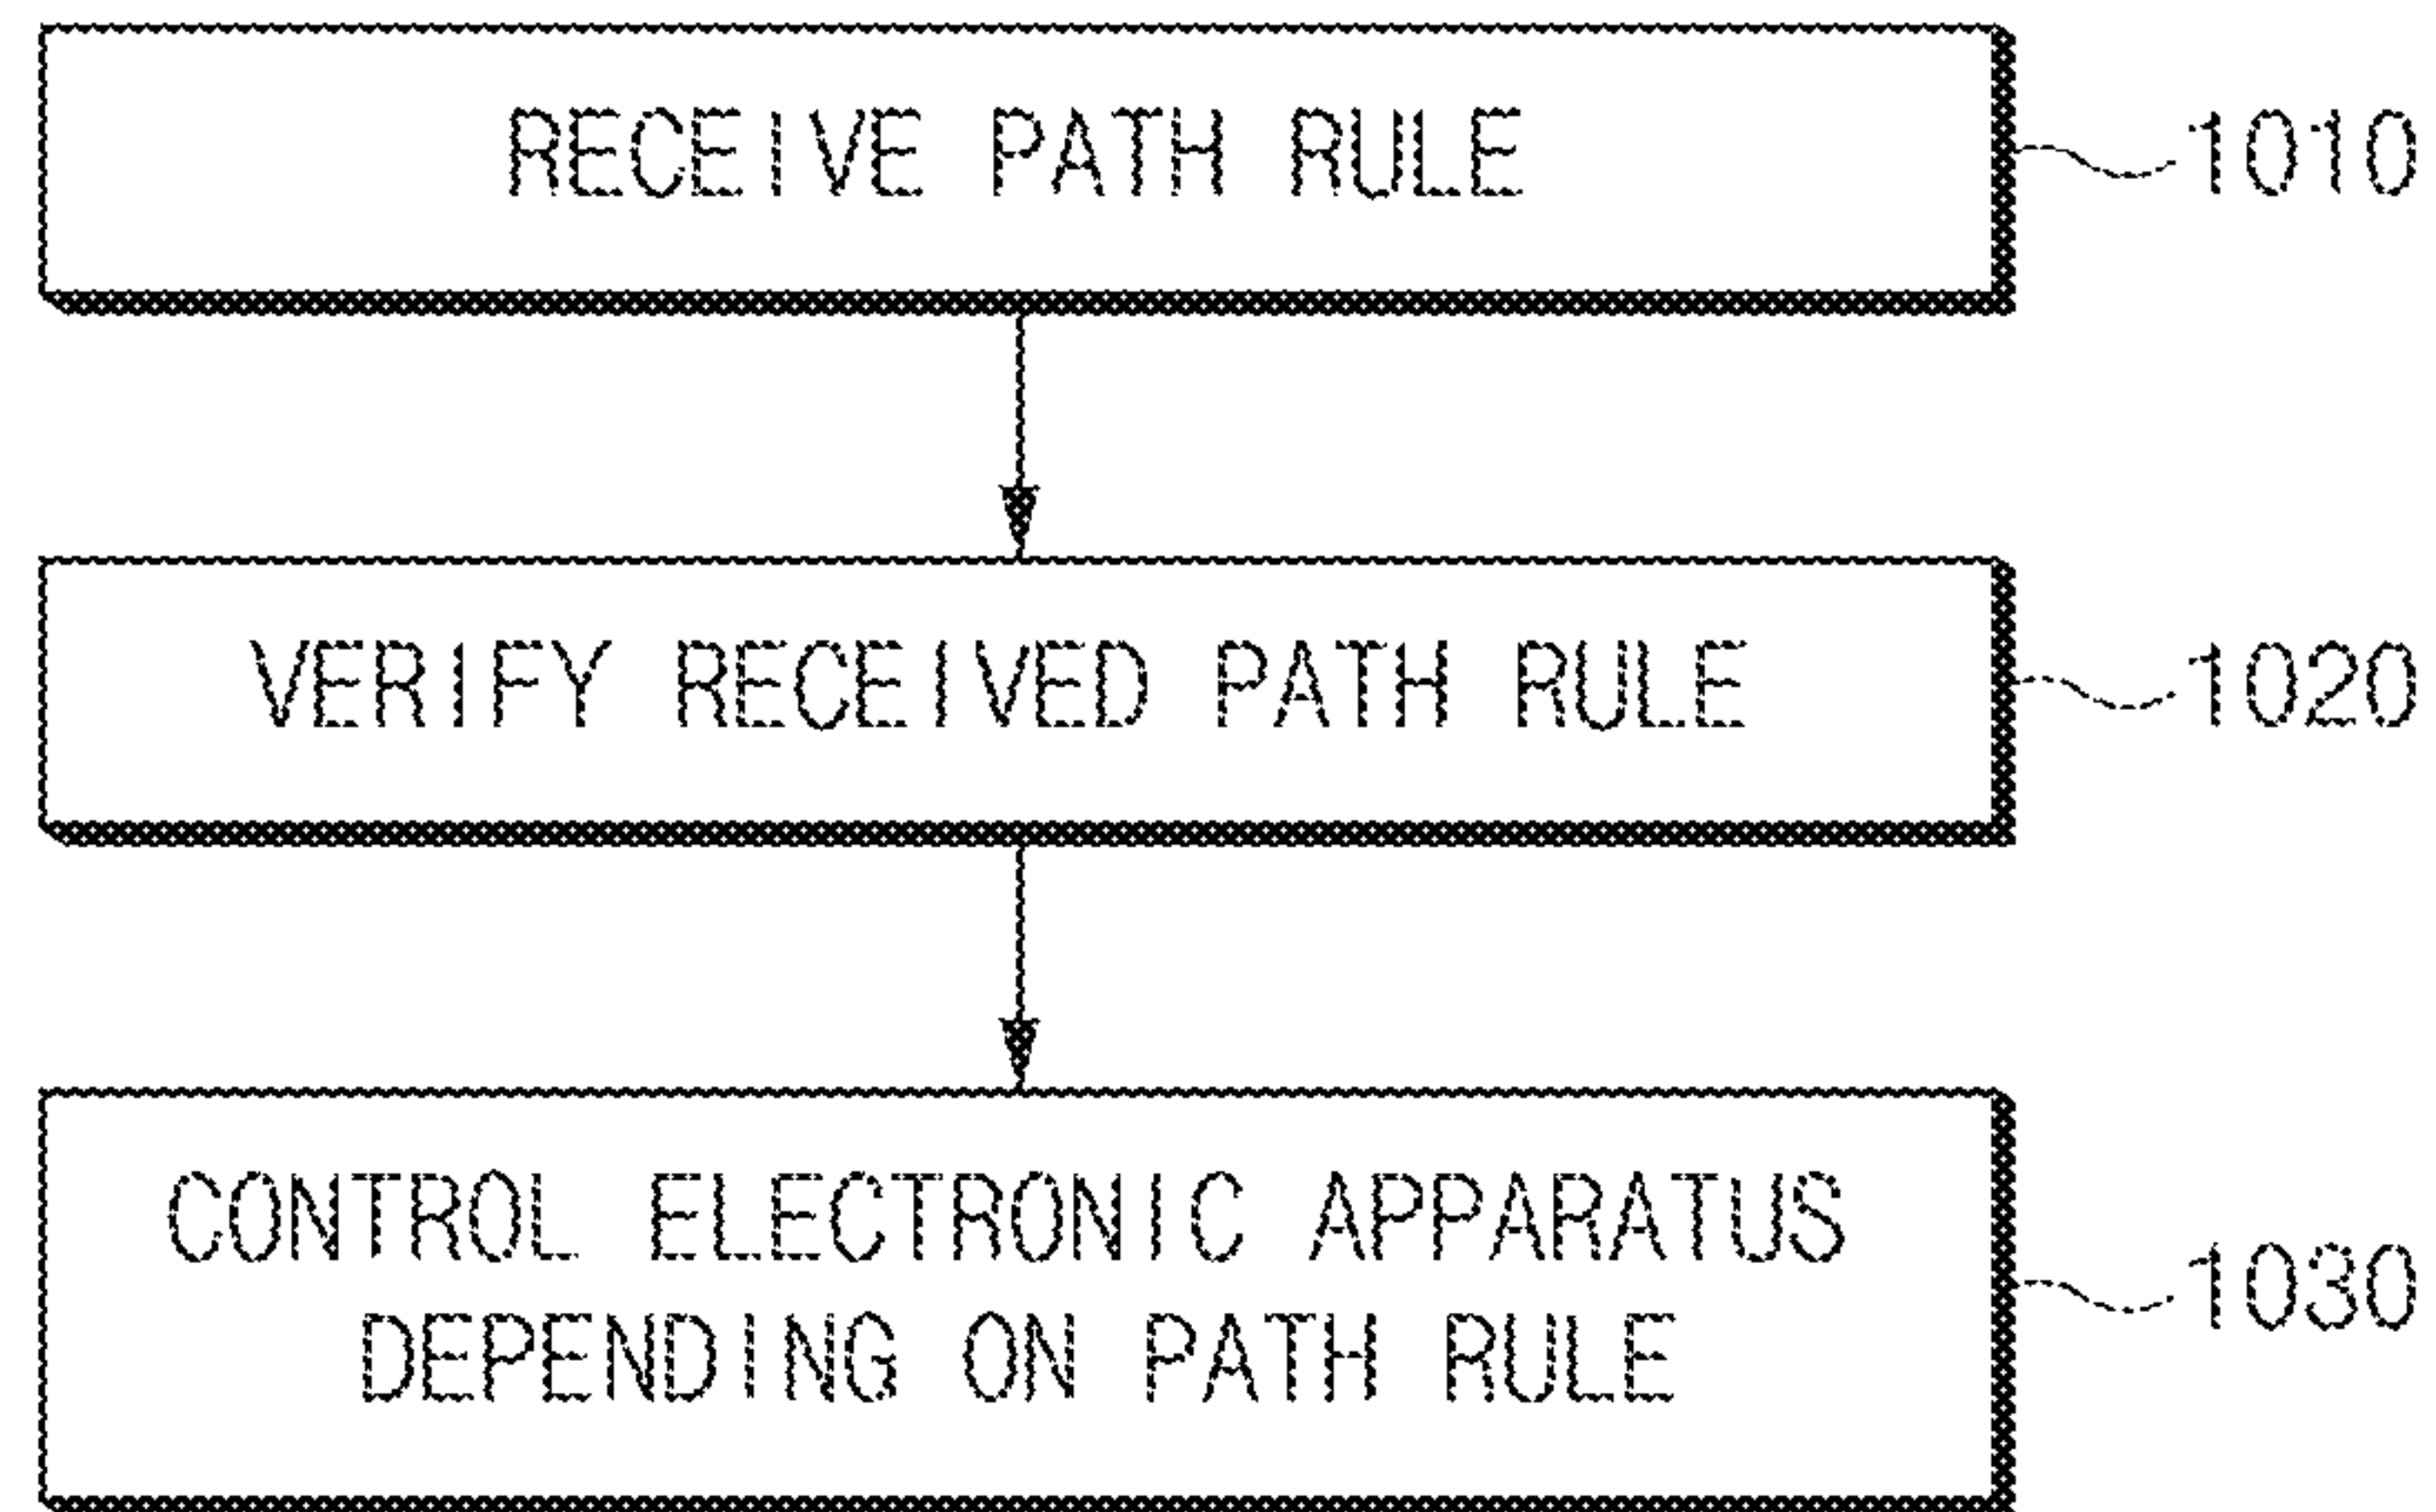 RECEIVE PATH RULE
1010
VERIFY RECEIVED PATH RULE
1020
CONTROL ELECTRONIC APPARATUS
DEPENDING ON PATH RULE
1030